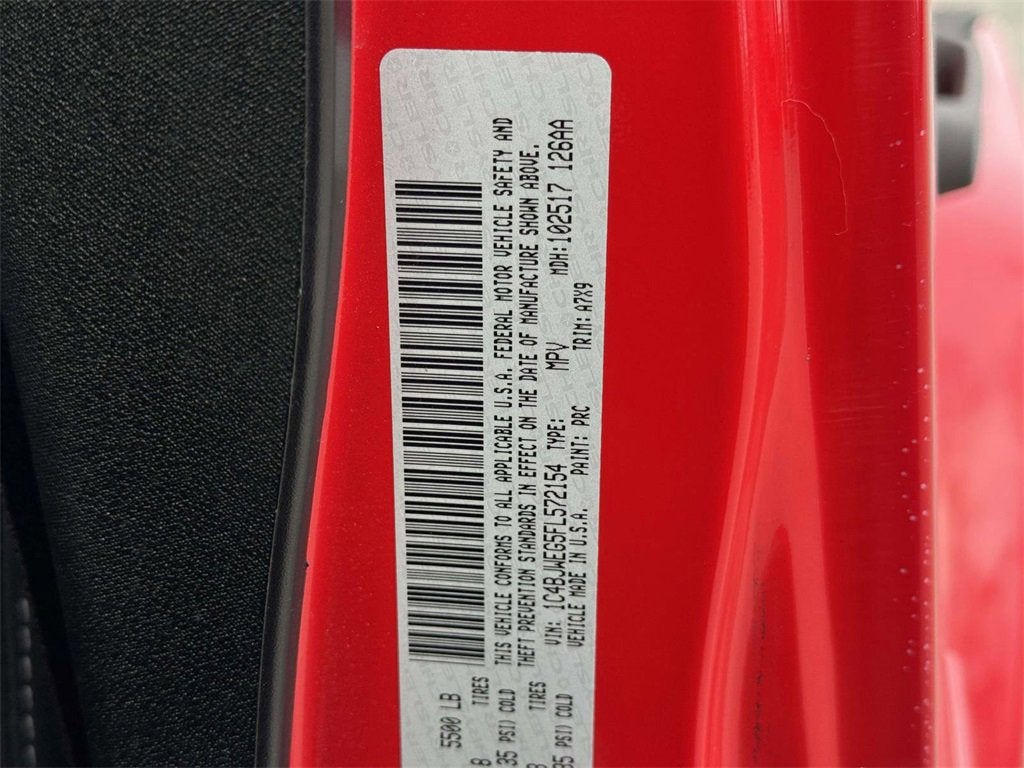 5500 LB
TIRES
35 PSI) COLD
TIRES
PSI) COLD
THIS VEHICLE CONFORMS TO ALL APPLICABLE U.S.A. FEDERAL MOTOR VEHICLE SAFETY AND
THEFT PREVENTION STANDARDS IN EFFECT ON THE DATE OF MANUFACTURE SHOWN ABOVE.
VIN: 1C4BJWEG5FL572154 TYPE: MPV MDH:102517 126AA
VEHICLE MADE IN U.S.A. PAINT: PRC TRIM: A7X9